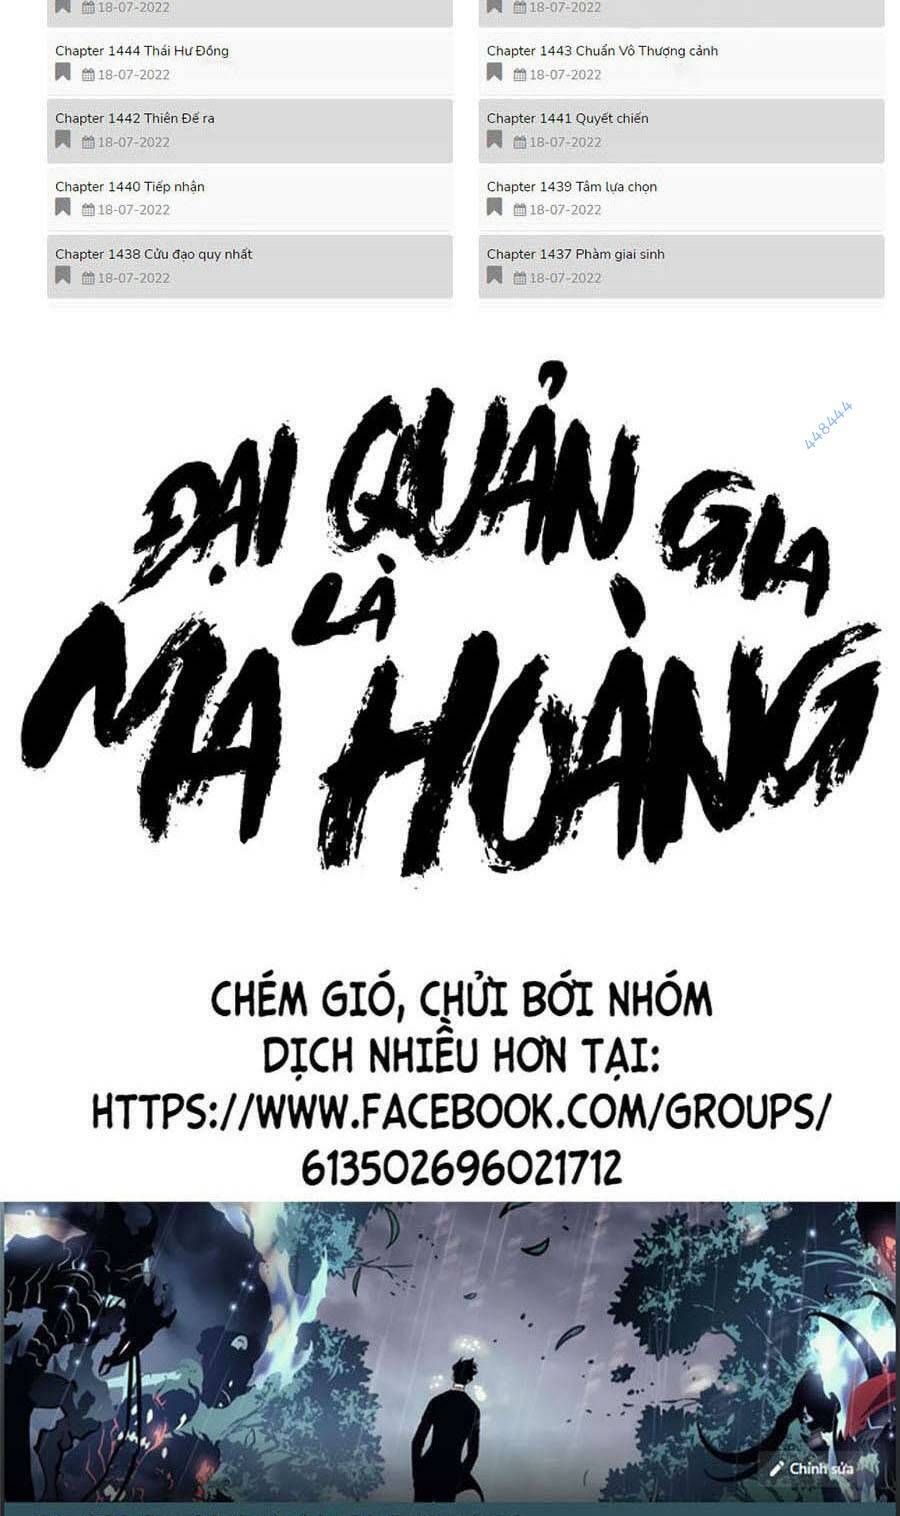 18-07-2022
18-07-2022
Chapter 1444 Thái Hư Đồng
18-07-2022
Chapter 1443 Chuẩn Vô Thượng cảnh
18-07-2022
Chapter 1442 Thiên Đế ra
18-07-2022
Chapter 1441 Quyết chiến
18-07-2022
Chapter 1440 Tiếp nhận
18-07-2022
Chapter 1439 Tâm lựa chọn
18-07-2022
Chapter 1438 Cửu đạo quy nhất
18-07-2022
Chapter 1437 Phàm giai sinh
18-07-2022
448444
ĐẠI QUẢN GIA
LÀ
MA HOÀNG
CHÉM GIÓ, CHỬI BỚI NHÓM
DỊCH NHIỀU HƠN TẠI:
HTTPS://WWW.FACEBOOK.COM/GROUPS/
613502696021712
Chỉnh sửa